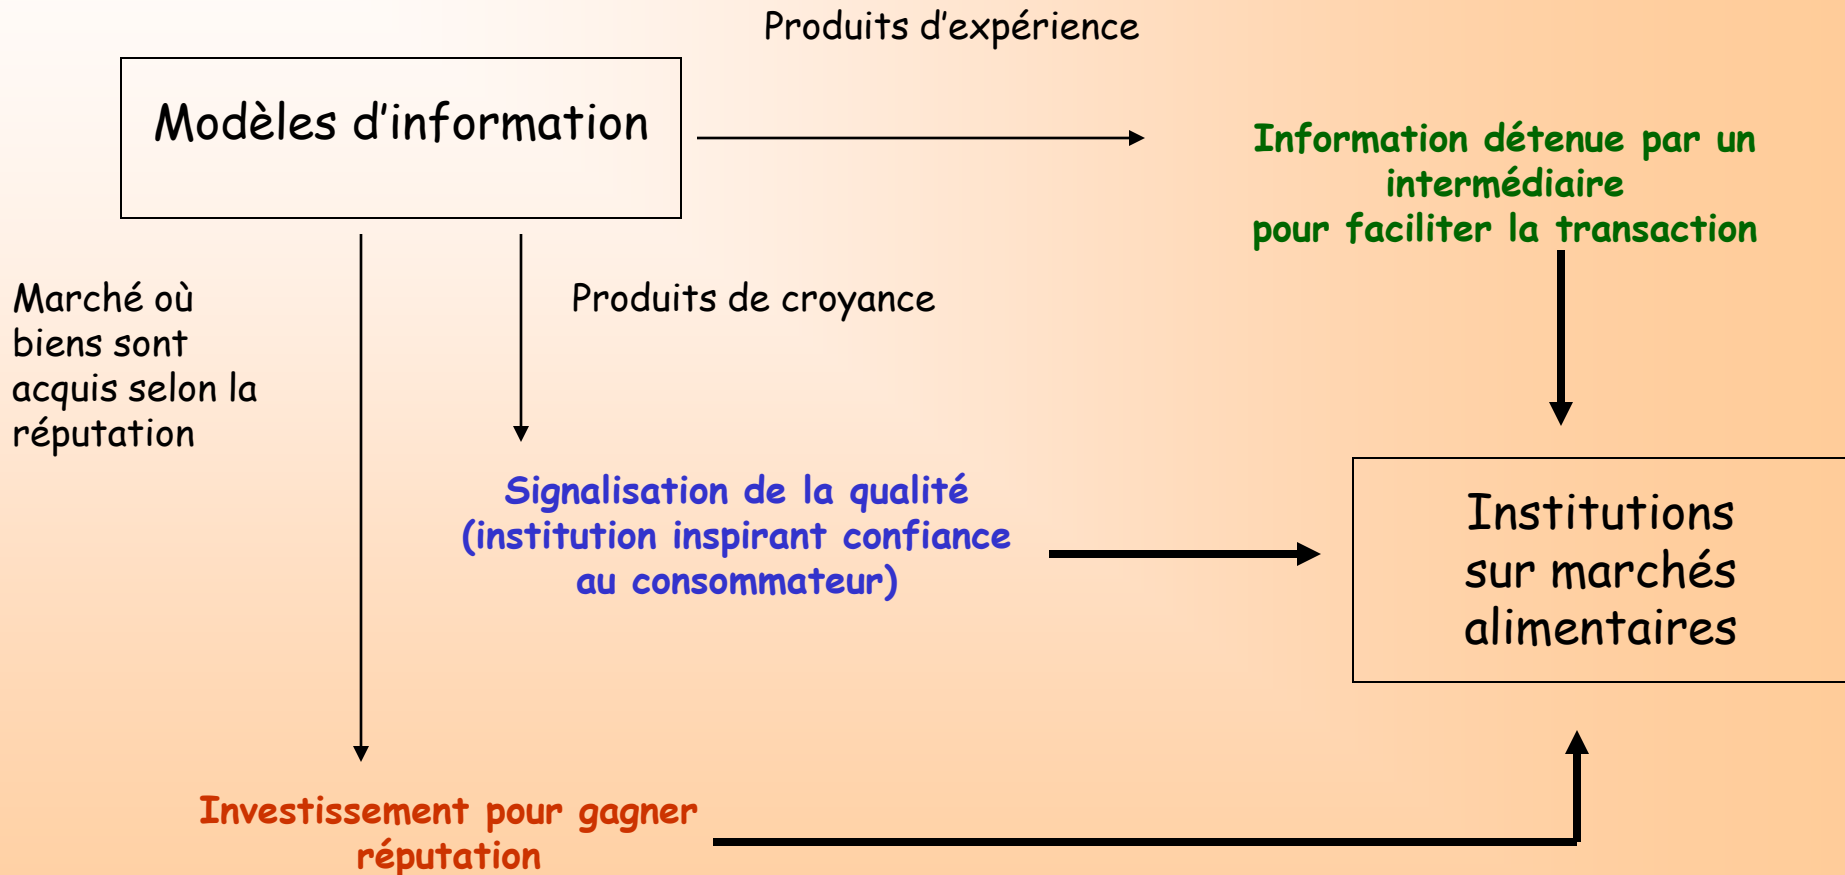 Produits d'expérience
Modèles d'information
Information détenue par un
intermédiaire
pour faciliter la transaction
Marché où
biens sont
acquis selon la
réputation
Produits de croyance
Signalisation de la qualité
(institution inspirant confiance
au consommateur)
Institutions
sur marchés
alimentaires
Investissement pour gagner
réputation